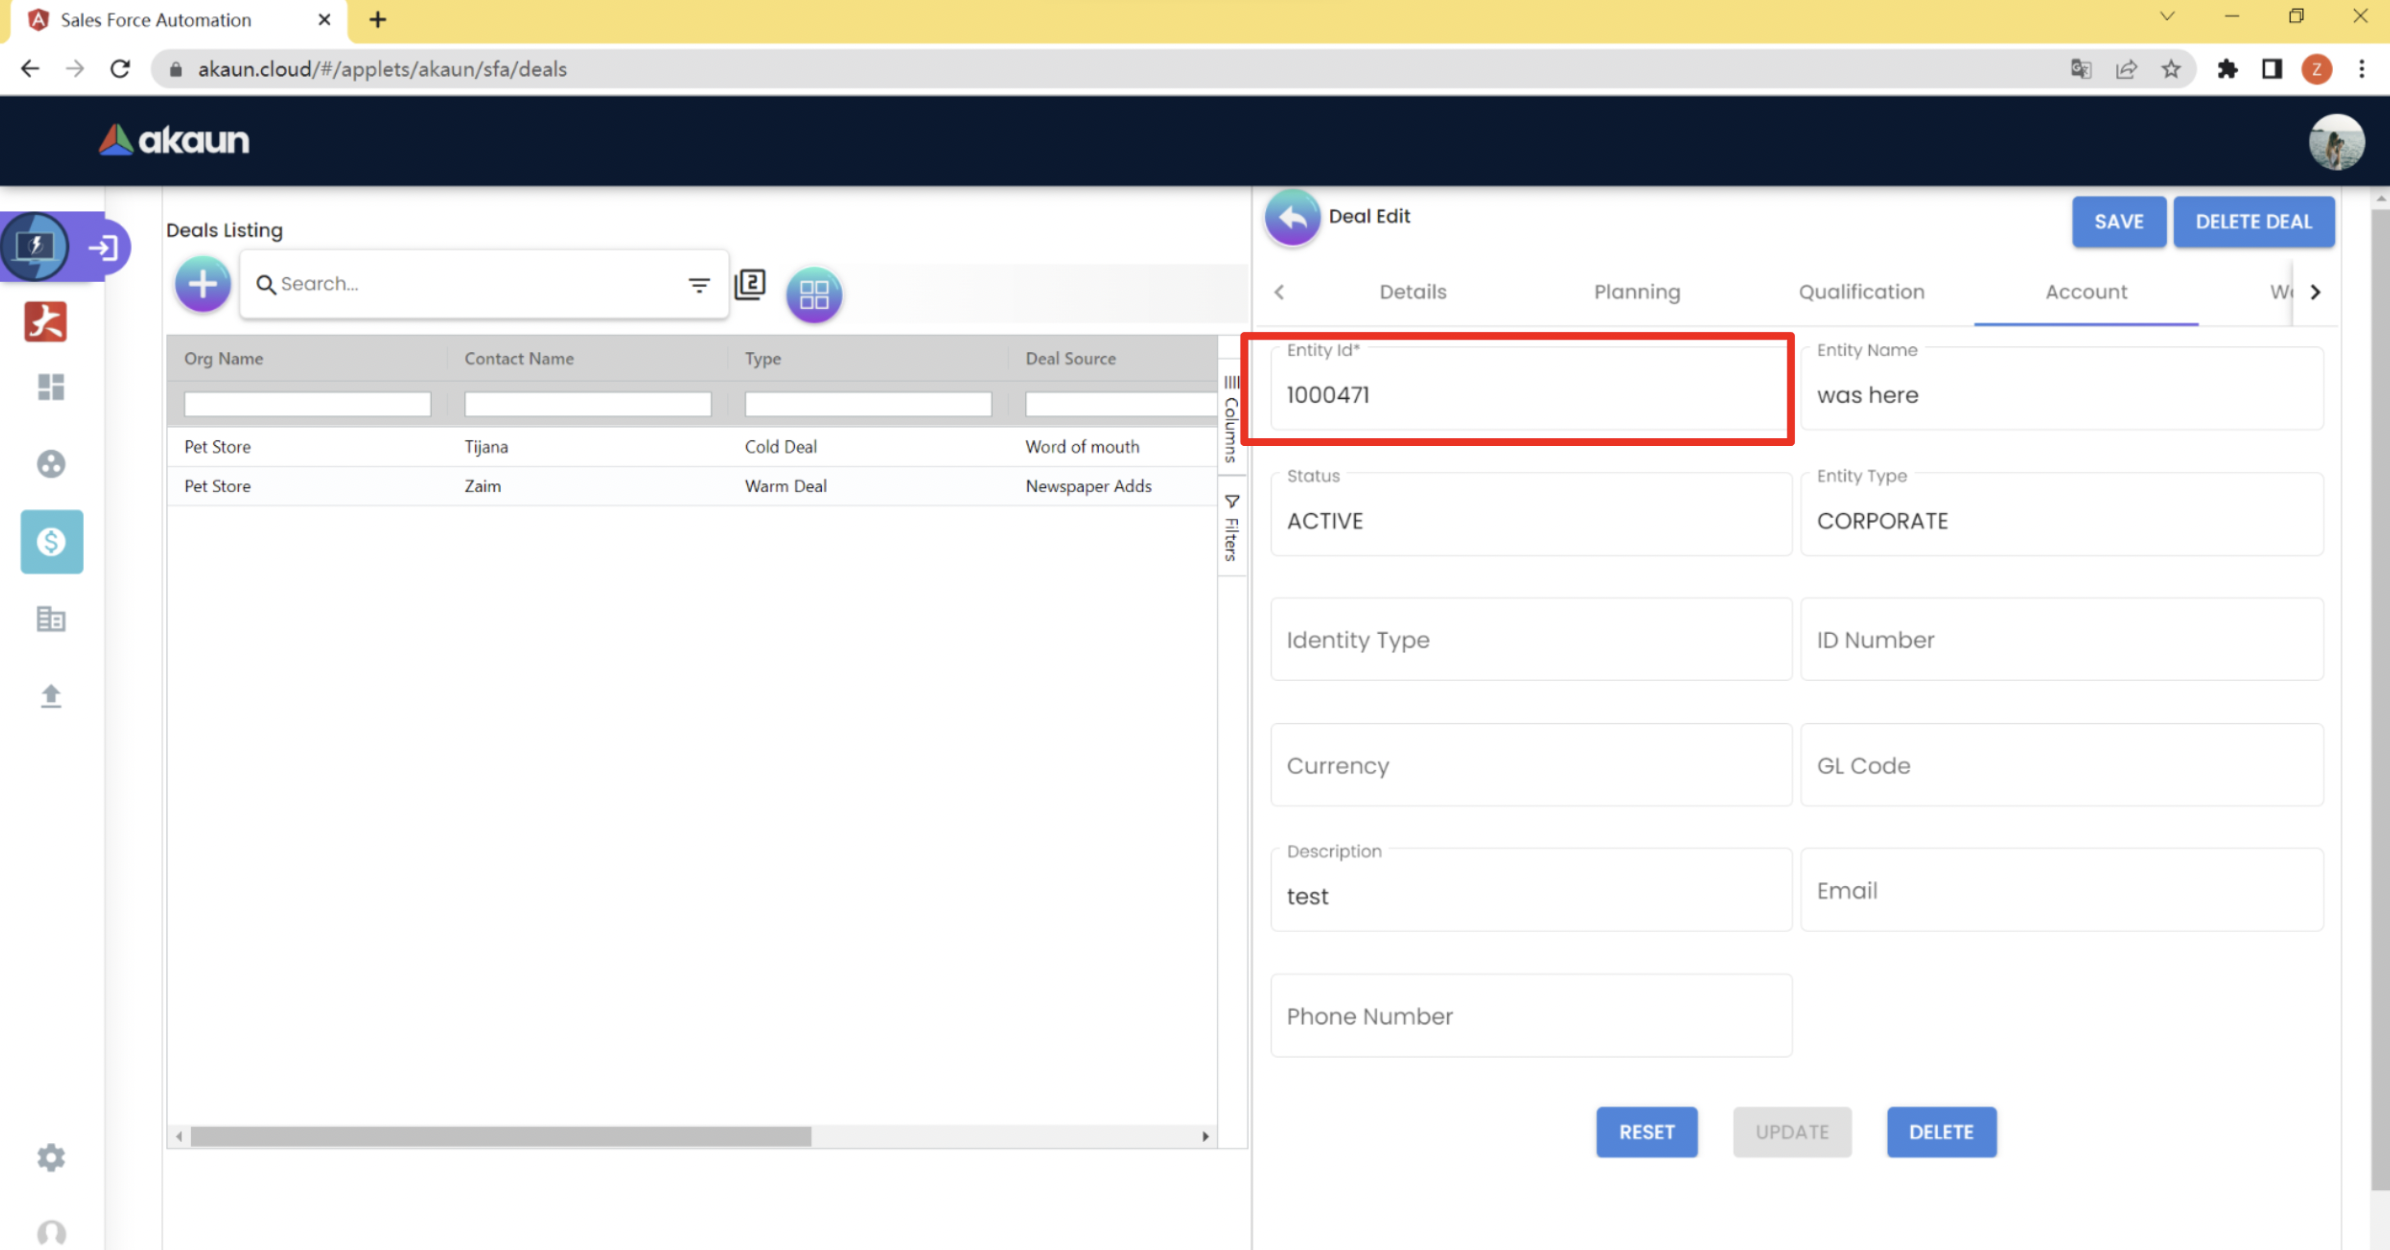 Sales Force Automation
akaun.cloud/#/applets/akaun/sfa/deals
Z
akaun
Deals Listing
Search...
2
Org Name Contact Name Type Deal Source
Pet Store Tijana Cold Deal Word of mouth
Pet Store Zaim Warm Deal Newspaper Adds
Columns
Filters
Deal Edit
SAVE DELETE DEAL
Details Planning Qualification Account
Entity Id* Entity Name
1000471 was here
Status Entity Type
ACTIVE CORPORATE
Identity Type ID Number
Currency GL Code
Description
test Email
Phone Number
RESET UPDATE DELETE